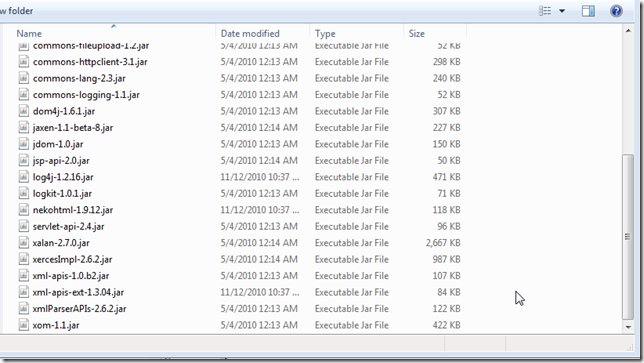 w folder
Name Date modified Type Size
commons-fileupload-1.2.jar 5/4/2010 12:13 AM Executable Jar File 52 KB
commons-httpclient-3.1.jar 5/4/2010 12:13 AM Executable Jar File 298 KB
commons-lang-2.3.jar 5/4/2010 12:13 AM Executable Jar File 240 KB
commons-logging-1.1.jar 5/4/2010 12:13 AM Executable Jar File 52 KB
dom4j-1.6.1.jar 5/4/2010 12:13 AM Executable Jar File 307 KB
jaxen-1.1-beta-8.jar 5/4/2010 12:14 AM Executable Jar File 227 KB
jdom-1.0.jar 5/4/2010 12:13 AM Executable Jar File 150 KB
jsp-api-2.0.jar 5/4/2010 12:14 AM Executable Jar File 50 KB
log4j-1.2.16.jar 11/12/2010 10:37 ... Executable Jar File 471 KB
logkit-1.0.1.jar 5/4/2010 12:13 AM Executable Jar File 71 KB
nekohtml-1.9.12.jar 11/12/2010 10:37 ... Executable Jar File 118 KB
servlet-api-2.4.jar 5/4/2010 12:13 AM Executable Jar File 96 KB
xalan-2.7.0.jar 5/4/2010 12:14 AM Executable Jar File 2,667 KB
xercesImpl-2.6.2.jar 5/4/2010 12:14 AM Executable Jar File 987 KB
xml-apis-1.0.b2.jar 5/4/2010 12:13 AM Executable Jar File 107 KB
xml-apis-ext-1.3.04.jar 11/12/2010 10:37 ... Executable Jar File 84 KB
xmlParserAPIs-2.6.2.jar 5/4/2010 12:13 AM Executable Jar File 122 KB
xom-1.1.jar 5/4/2010 12:13 AM Executable Jar File 422 KB